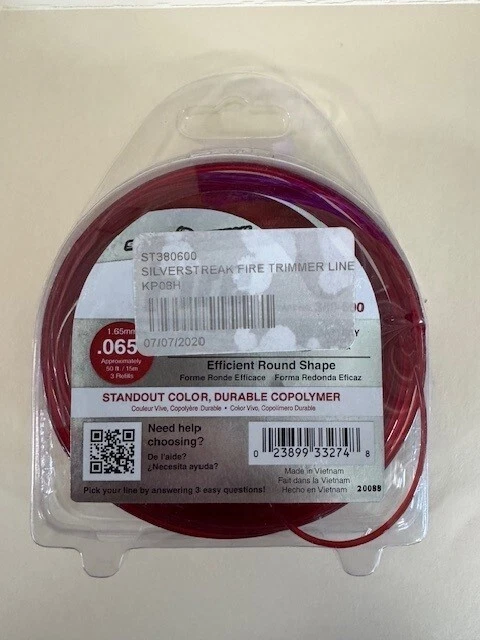 ST380600
SILVERSTREAK FIRE TRIMMER LINE
KP08H
07/07/2020
1.65mm
.065
Approximately
50 ft. / 15m
3 Refills
Efficient Round Shape
Forme Ronde Efficace Forma Redonda Eficaz
STANDOUT COLOR, DURABLE COPOLYMER
Couleur Vive, Copolyère Durable • Color Vivo, Copolímero Durable
Need help
choosing?
De l'aide?
¿Necesita ayuda?
Pick your line by answering 3 easy questions!
0 23899 33274 8
Made in Vietnam
Fait dans la Vietnam
Hecho en Vietnam 20088